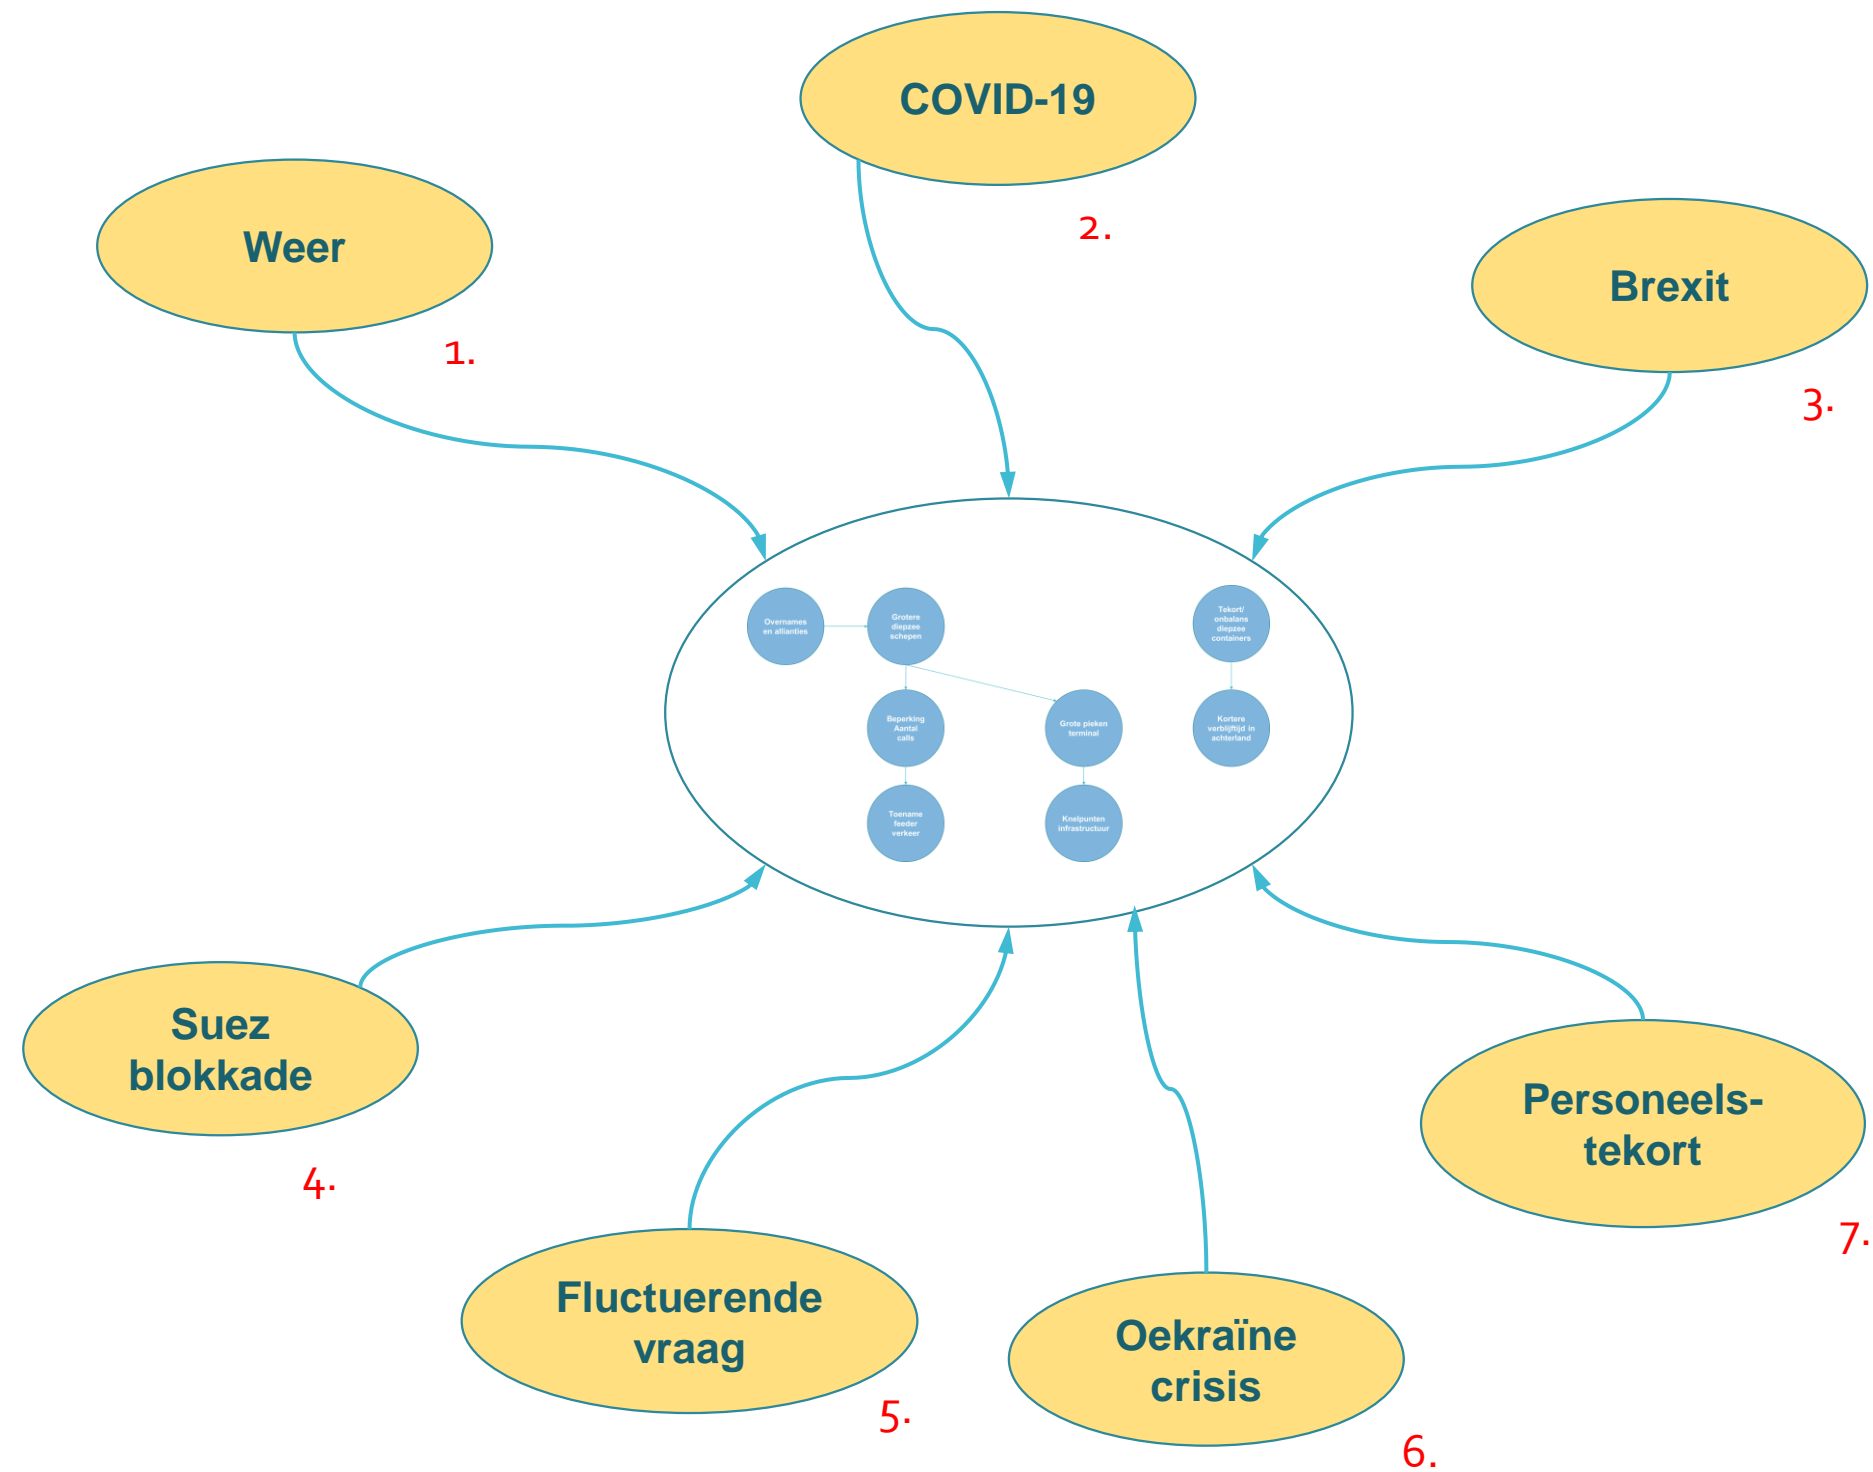 COVID-19
2.
Weer
1.
Brexit
3.
Overnames
en allianties
Grotere
diepzee
schepen
Tekort/
onbalans
diepzee
containers
Beperking
Aantal
calls
Grote pieken
terminal
Kortere
verblijftijd in
achterland
Toename
feeder
verkeer
Knelpunten
infrastructuur
Suez
blokkade
4.
Fluctuerende
vraag
5.
Oekraïne
crisis
6.
Personeels-
tekort
7.